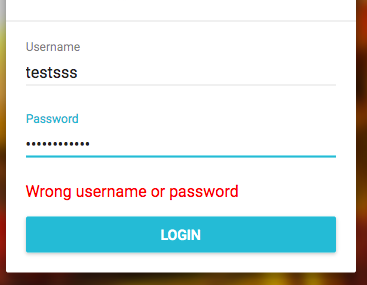 Username
testsss
Password
••••••••••••
Wrong username or password
LOGIN